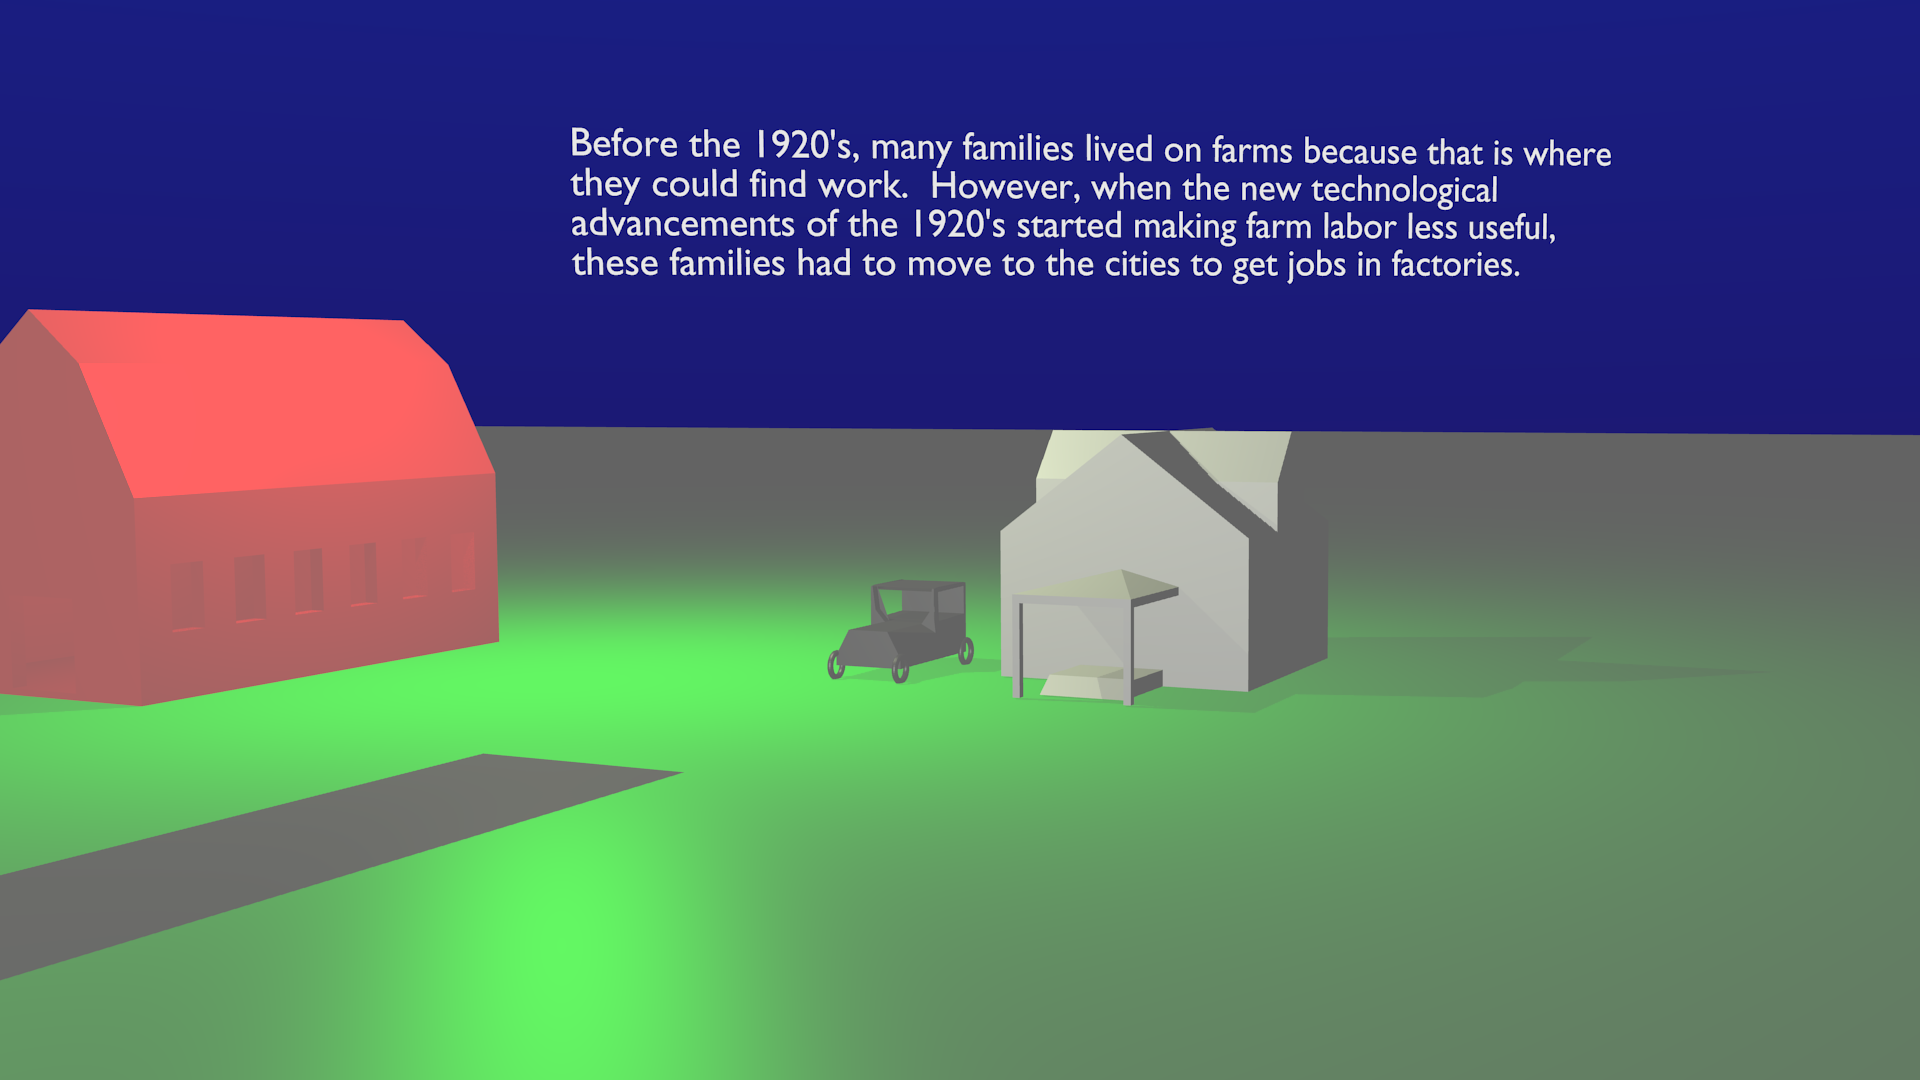 Before the 1920's, many families lived on farms because that is where
they could find work.  However, when the new technological
advancements of the 1920's started making farm labor less useful,
these families had to move to the cities to get jobs in factories.